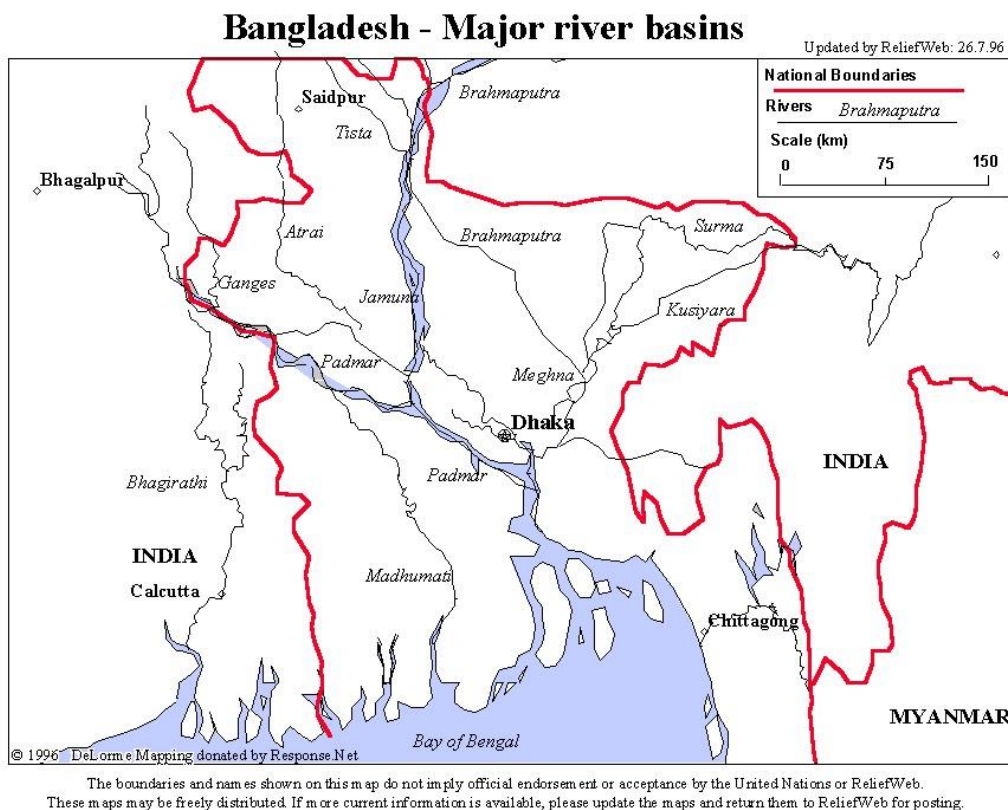 Bangladesh - Major river basins
Updated by ReliefWeb: 26.7.96
National Boundaries
Rivers Brahmaputra
Scale (km)
0 75 150
Brahmaputra
Saidpur
Tista
Bhagalpur
Atrai
Brahmaputra
Surma
Ganges
Jamuna
Kusiyara
Padmar
Meghna
Dhaka
INDIA
Padmar
Bhagirathi
INDIA
Madhumati
Calcutta
Chittagong
MYANMAR
Bay of Bengal
© 1996 DeLorme Mapping donated by Response.Net
The boundaries and names shown on this map do not imply official endorsement or acceptance by the United Nations or ReliefWeb.
These maps may be freely distributed. If more current information is available, please update the maps and return them to ReliefWeb for posting.